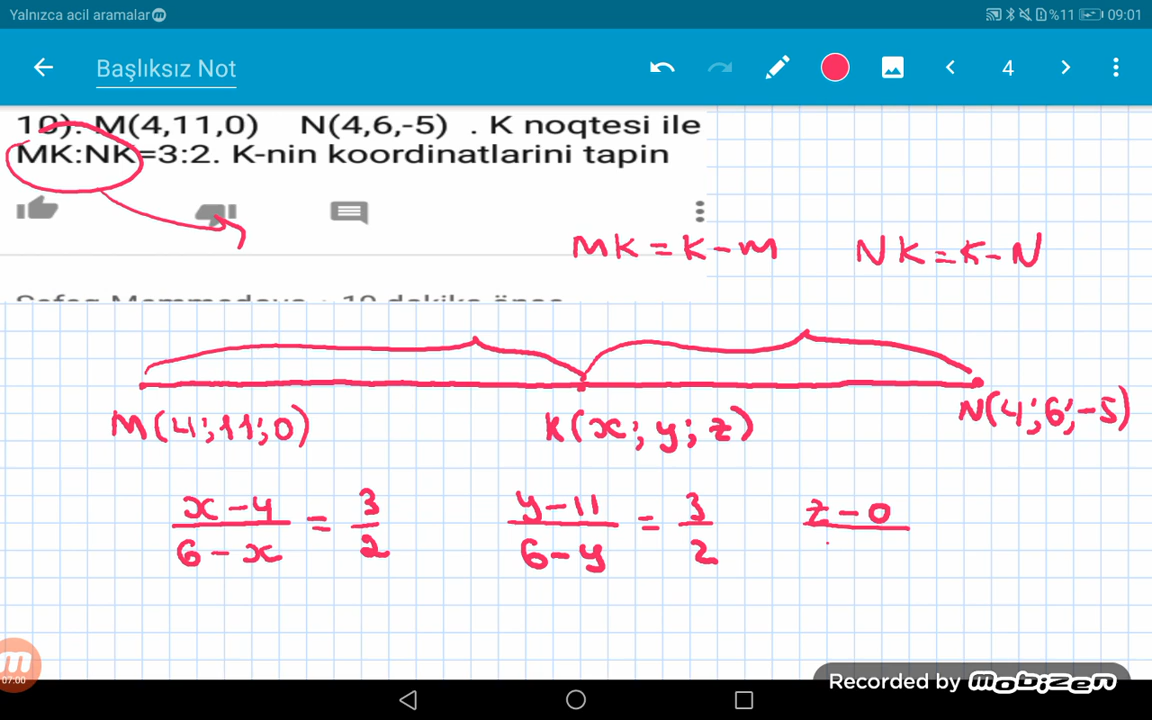 Yalnızca acil aramalar
%11 09:01
Başlıksız Not
4
10). M(4,11,0) N(4,6,-5) . K noqtesi ile
MK:NK=3:2. K-nin koordinatlarini tapin
MK = K - M NK = K - N
M(4;11;0) K(x; y; z) N(4;6;-5)
x - 4 / 6 - x = 3 / 2 y - 11 / 6 - y = 3 / 2 z - 0
07:00
Recorded by mobizen